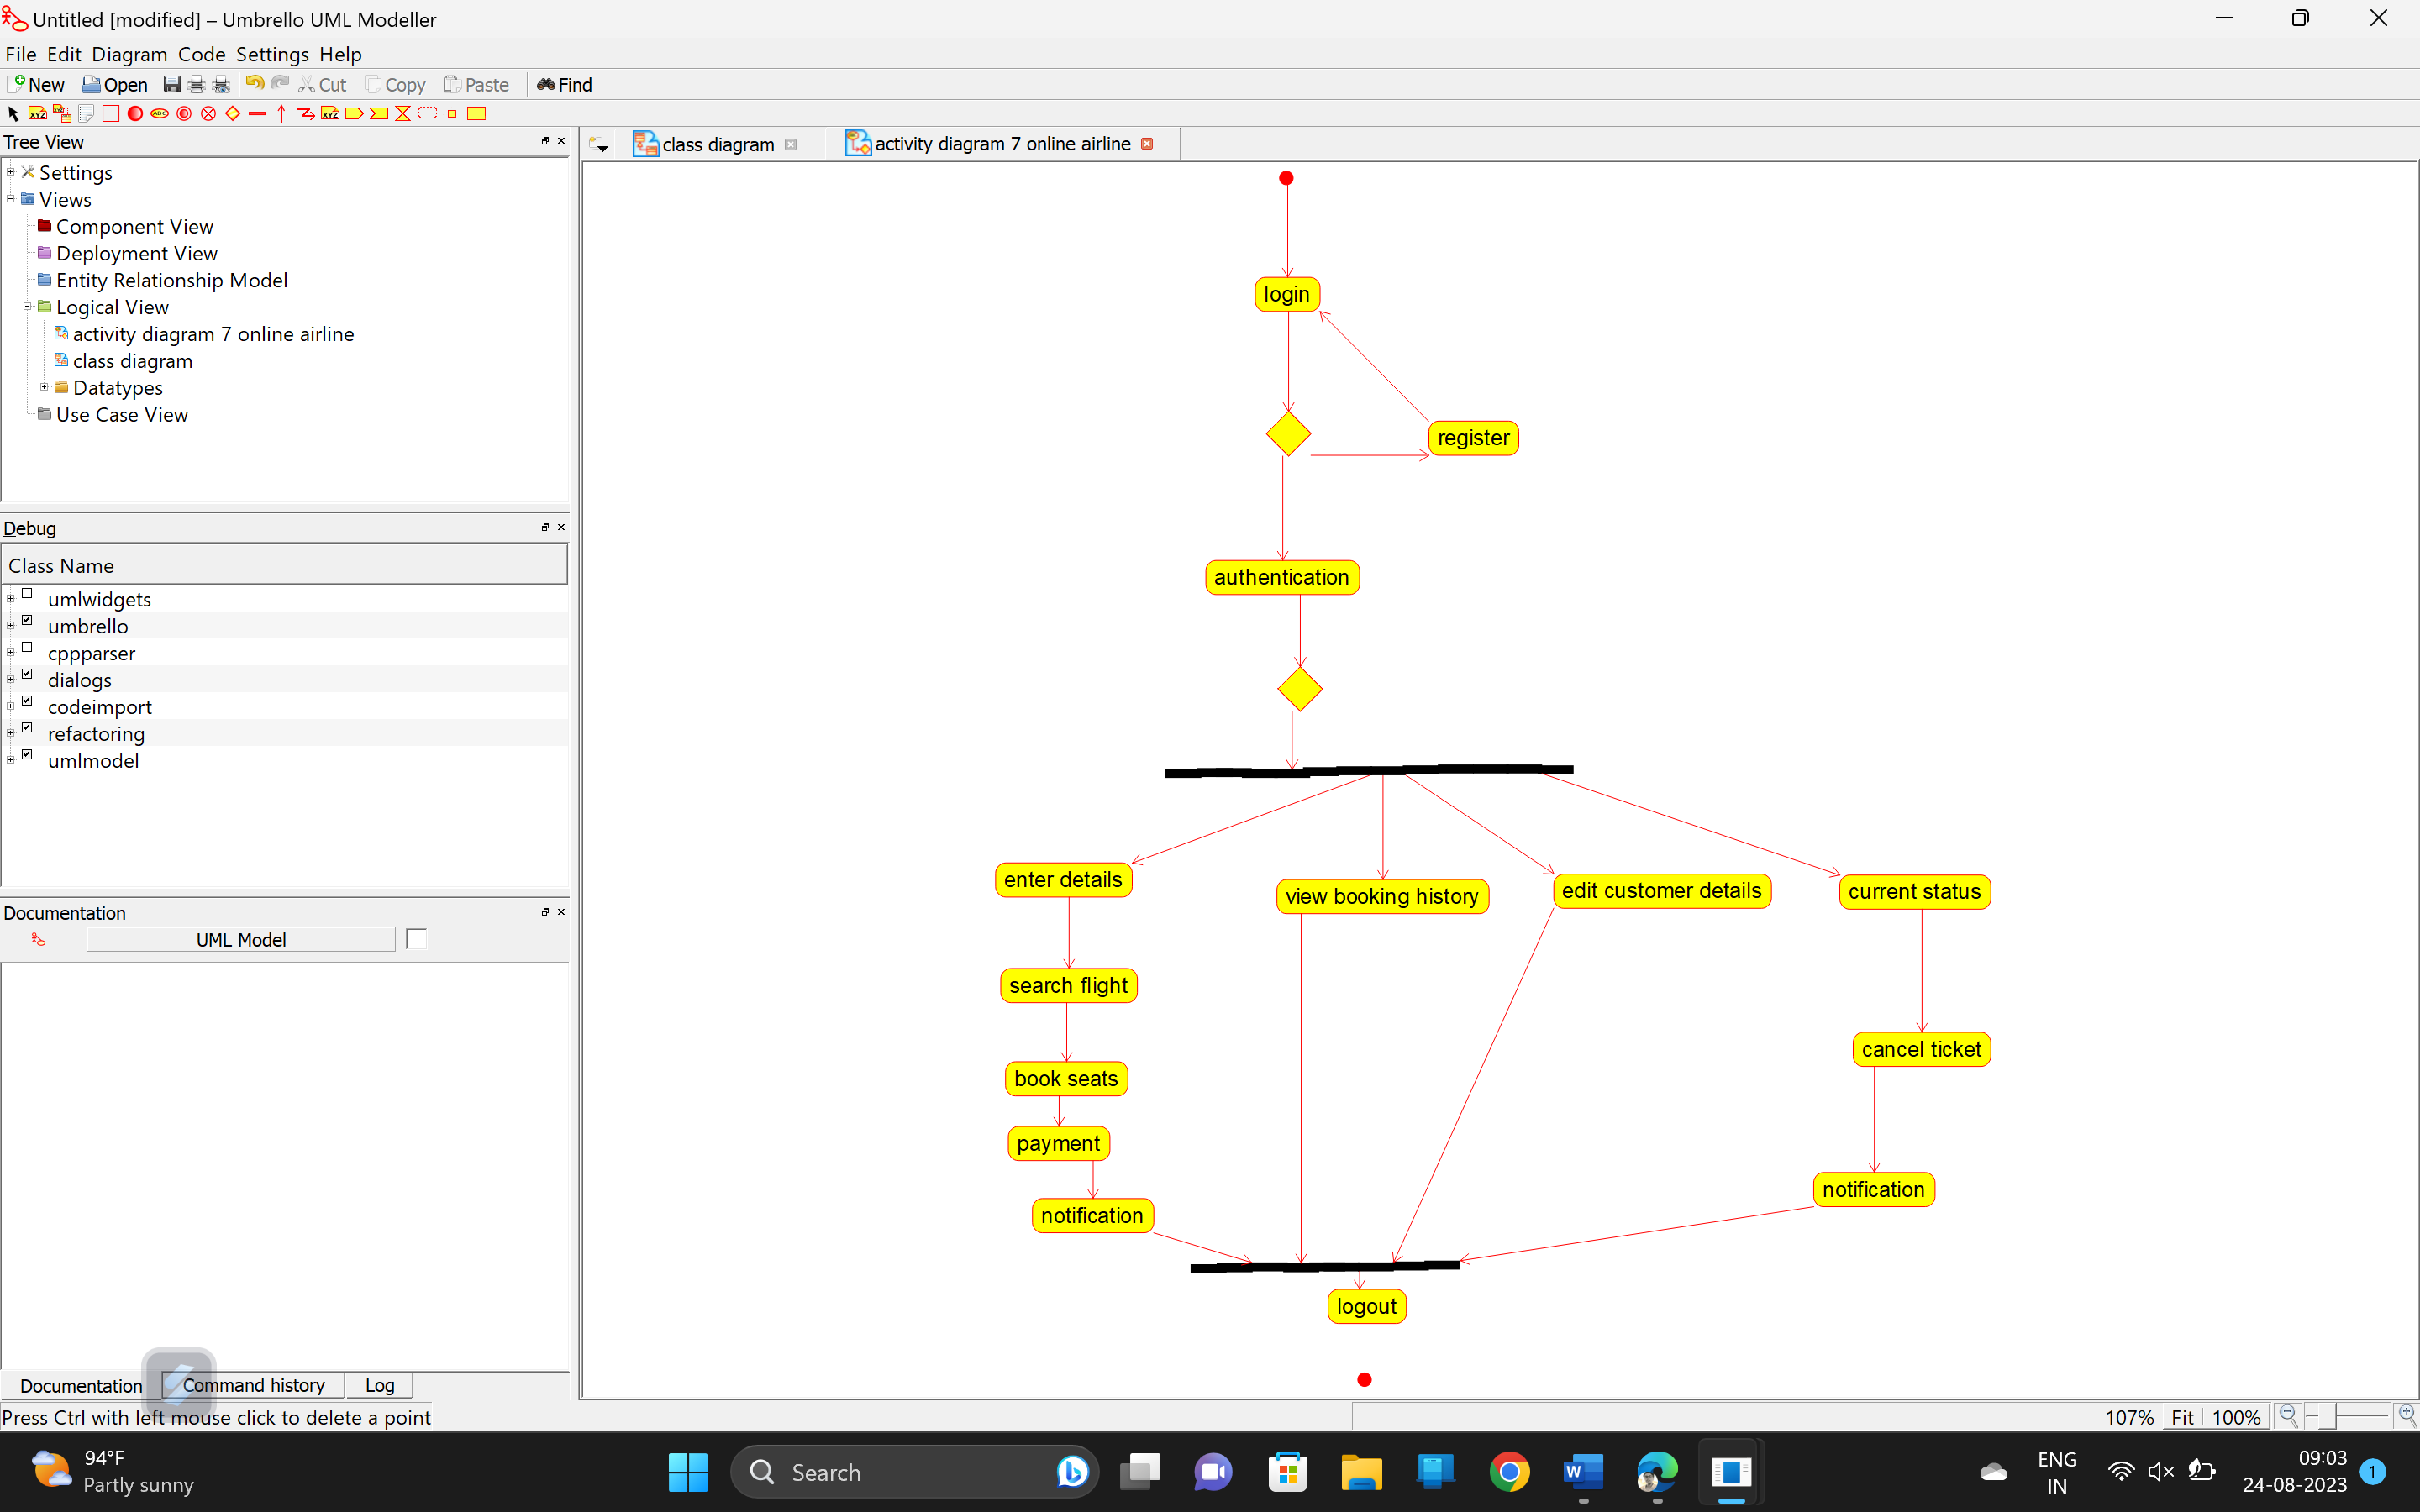 Untitled [modified] – Umbrello UML Modeller
File Edit Diagram Code Settings Help
New Open Cut Copy Paste Find
Tree View
class diagram
activity diagram 7 online airline
Settings
Views
Component View
Deployment View
Entity Relationship Model
Logical View
activity diagram 7 online airline
class diagram
Datatypes
Use Case View
Debug
Class Name
umlwidgets
umbrello
cppparser
dialogs
codeimport
refactoring
umlmodel
Documentation
UML Model
Documentation
Command history
Log
Press Ctrl with left mouse click to delete a point
login
register
authentication
enter details
view booking history
edit customer details
current status
search flight
cancel ticket
book seats
payment
notification
notification
logout
107% Fit 100%
94°F
Partly sunny
Search
ENG
IN
09:03
24-08-2023
1